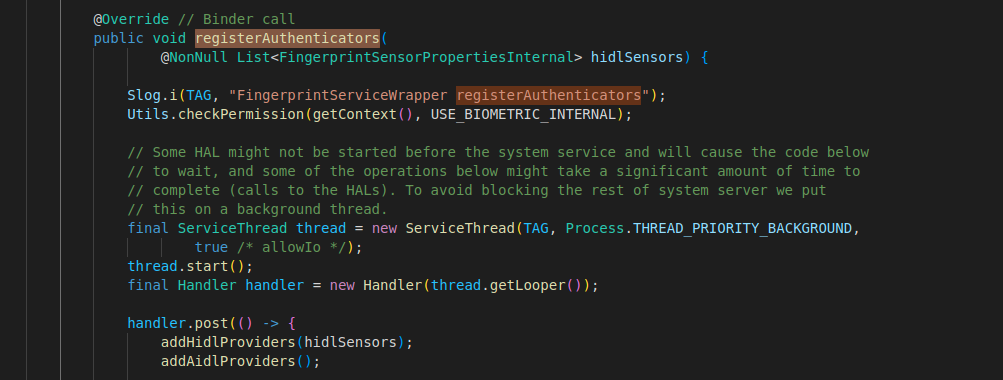 @Override // Binder call
public void registerAuthenticators(
@NonNull List<FingerprintSensorPropertiesInternal> hidlSensors) {
Slog.i(TAG, "FingerprintServiceWrapper registerAuthenticators");
Utils.checkPermission(getContext(), USE_BIOMETRIC_INTERNAL);
// Some HAL might not be started before the system service and will cause the code below
// to wait, and some of the operations below might take a significant amount of time to
// complete (calls to the HALs). To avoid blocking the rest of system server we put
// this on a background thread.
final ServiceThread thread = new ServiceThread(TAG, Process.THREAD_PRIORITY_BACKGROUND,
true /* allowIo */);
thread.start();
final Handler handler = new Handler(thread.getLooper());
handler.post(() -> {
addHidlProviders(hidlSensors);
addAidlProviders();